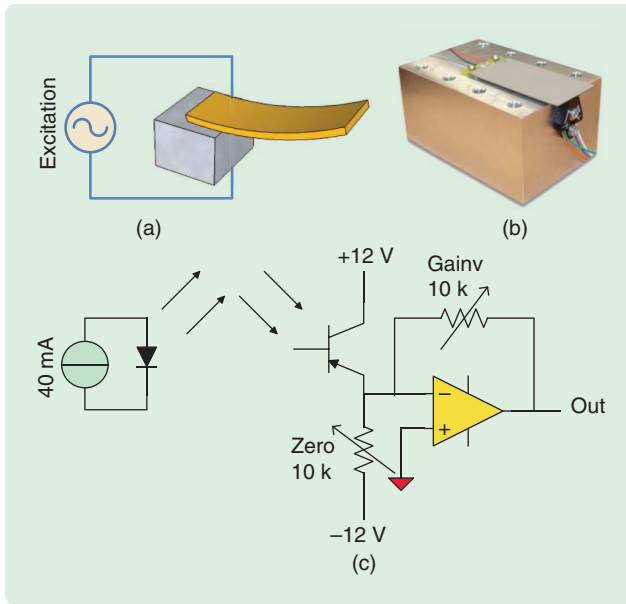 Excitation
(a)
(b)
+12 V
Gainv
10 k
40 mA
Zero
10 k
−
+
Out
–12 V
(c)